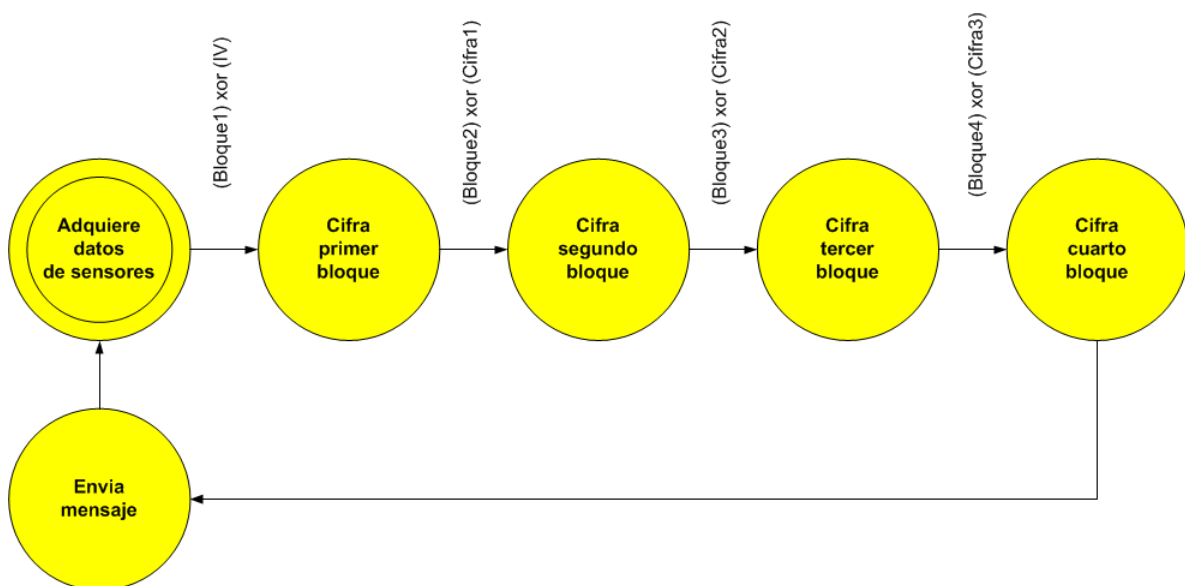 (Bloque1) xor (IV)
(Bloque2) xor (Cifra1)
(Bloque3) xor (Cifra2)
(Bloque4) xor (Cifra3)
Adquiere
datos
de sensores
Cifra
primer
bloque
Cifra
segundo
bloque
Cifra
tercer
bloque
Cifra
cuarto
bloque
Envia
mensaje